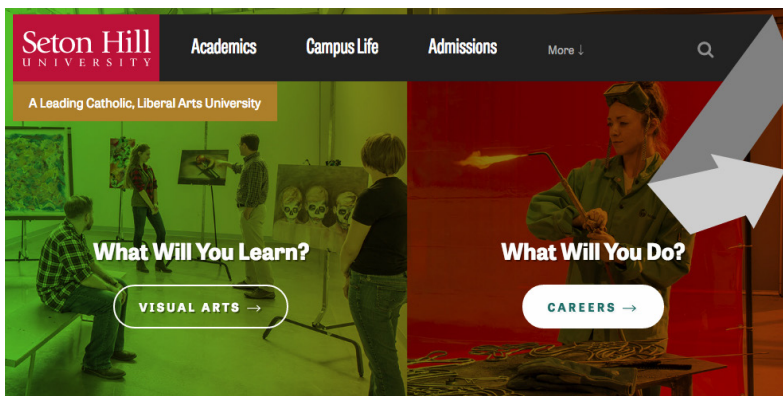 Seton Hill
UNIVERSITY
Academics
Campus Life
Admissions
More ↓
A Leading Catholic, Liberal Arts University
What Will You Learn?
VISUAL ARTS →
What Will You Do?
CAREERS →